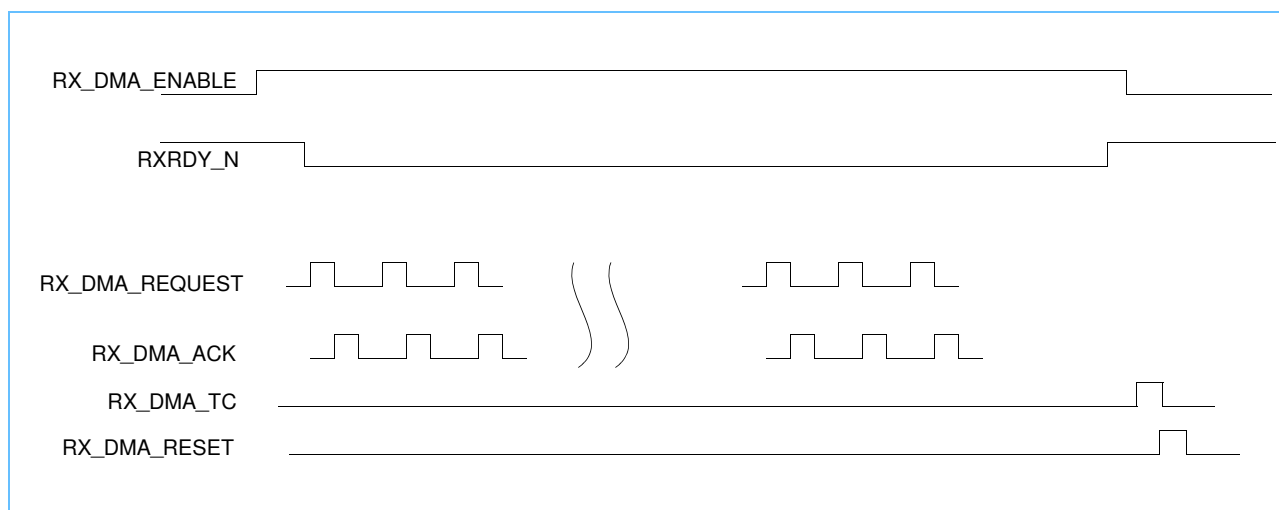 RX_DMA_ENABLE
RXRDY_N
RX_DMA_REQUEST
RX_DMA_ACK
RX_DMA_TC
RX_DMA_RESET